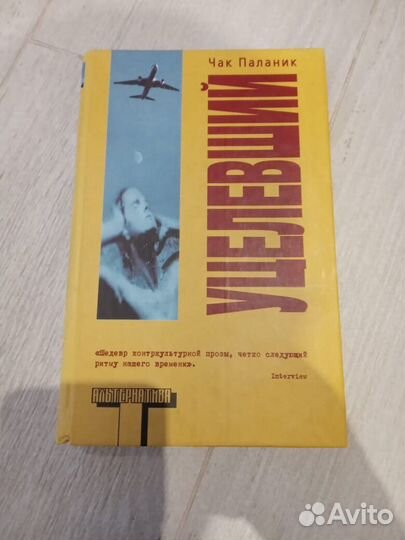 Чак Паланик
УЦЕЛЕВШИЙ
«Шедевр контркультурной прозы, четко следующий
ритму нашего времени».
Interview
АЛЬТЕРНАТИВА
Avito